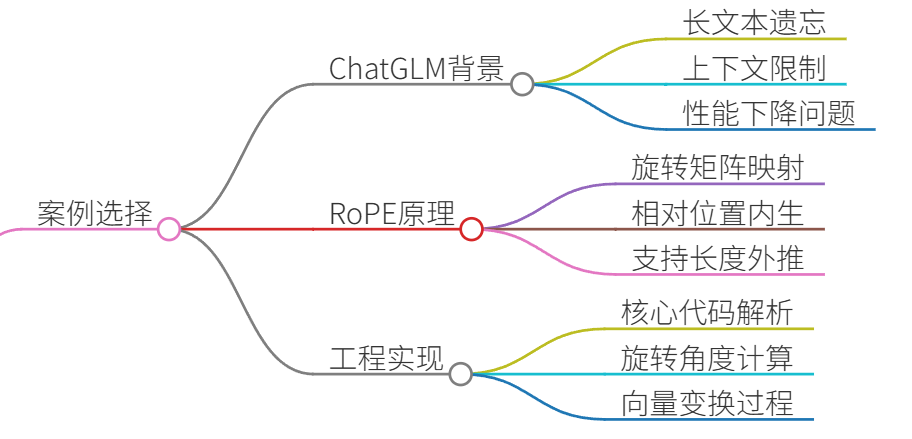 案例选择
ChatGLM背景
长文本遗忘
上下文限制
性能下降问题
RoPE原理
旋转矩阵映射
相对位置内生
支持长度外推
工程实现
核心代码解析
旋转角度计算
向量变换过程